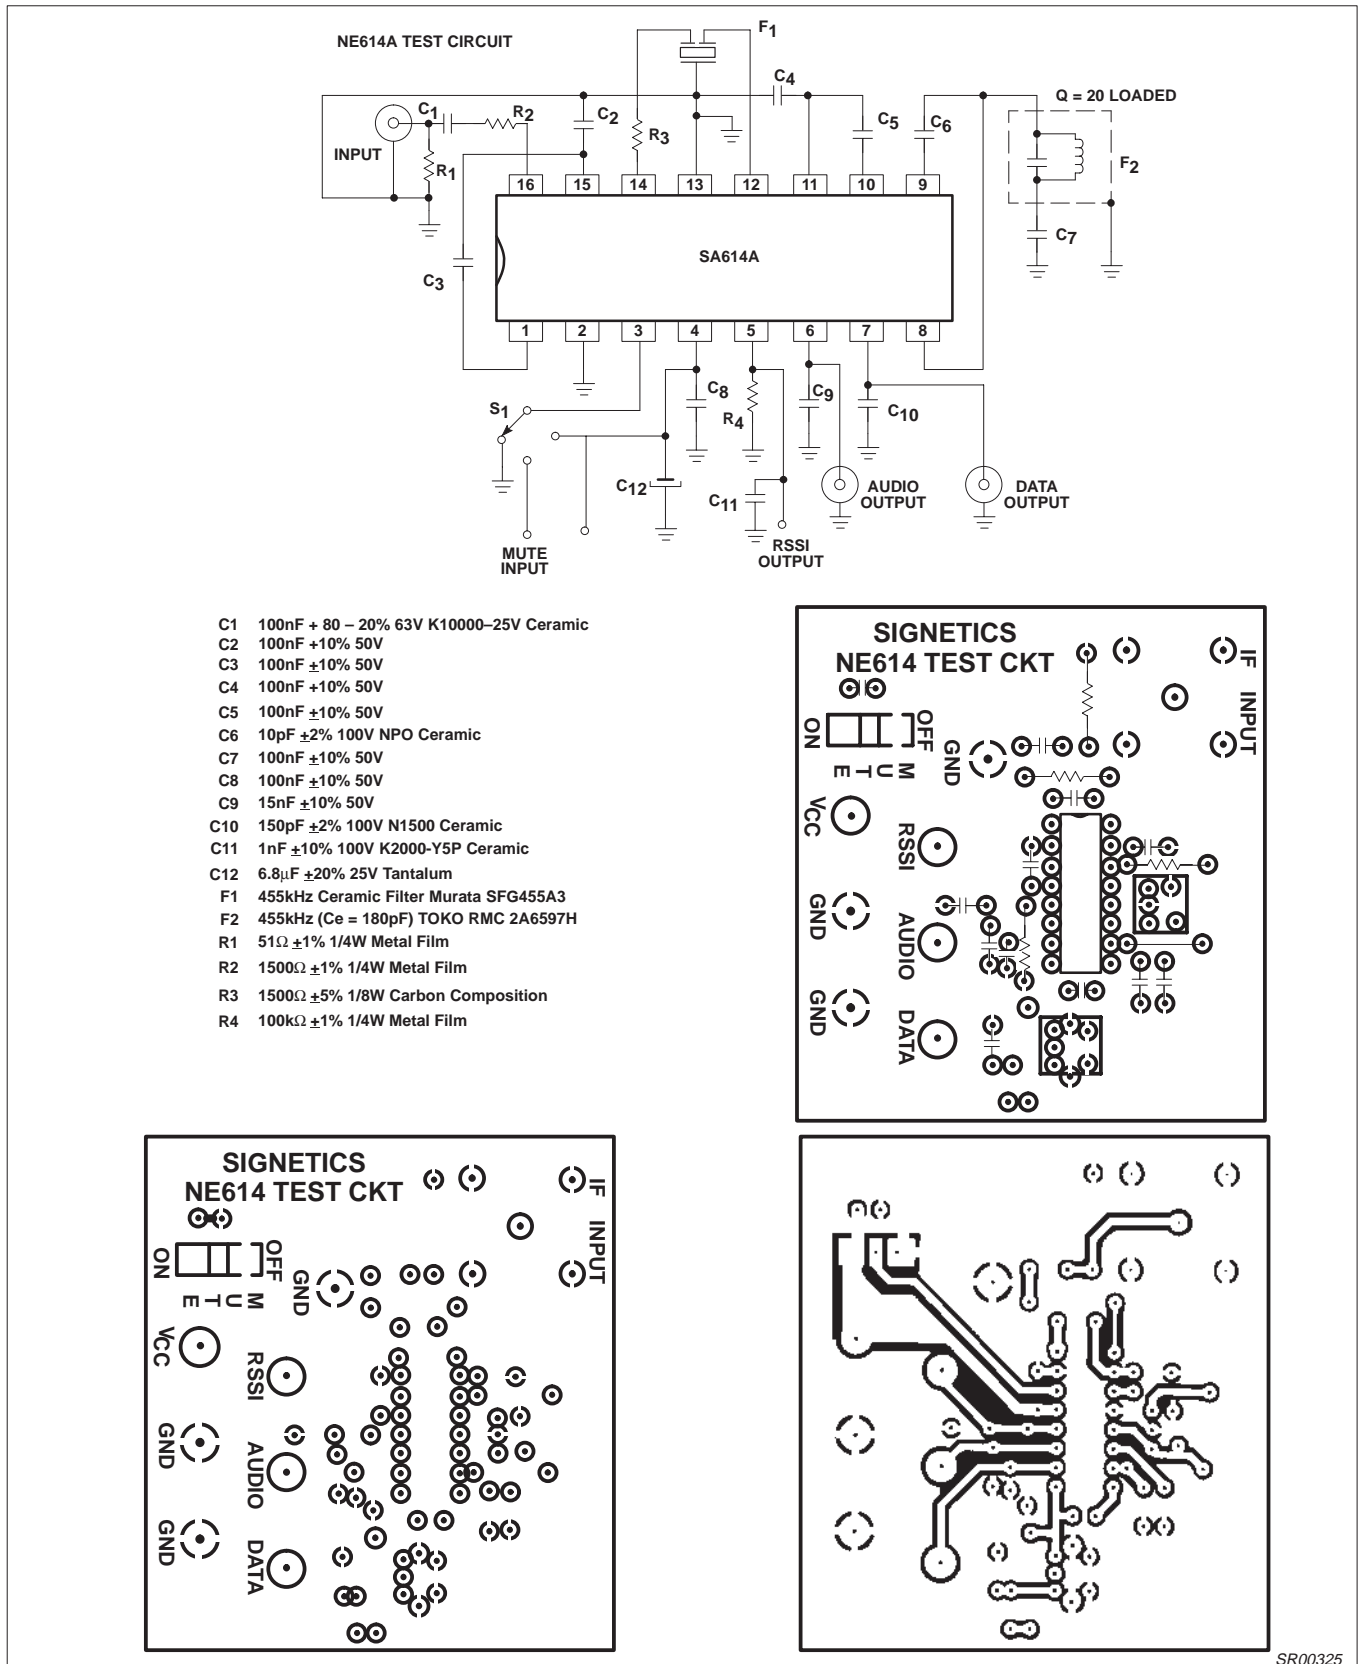 NE614A TEST CIRCUIT
F1
C4
Q = 20 LOADED
C1
R2
C2
R3
C5
C6
INPUT
R1
F2
16 15 14 13 12 11 10 9
C7
C3
SA614A
1 2 3 4 5 6 7 8
S1
C8
R4
C9
C10
C12
C11
AUDIO
OUTPUT
DATA
OUTPUT
MUTE
INPUT
RSSI
OUTPUT
C1 100nF + 80 – 20% 63V K10000–25V Ceramic
C2 100nF +10% 50V
C3 100nF ±10% 50V
C4 100nF +10% 50V
C5 100nF ±10% 50V
C6 10pF ±2% 100V NPO Ceramic
C7 100nF ±10% 50V
C8 100nF ±10% 50V
C9 15nF ±10% 50V
C10 150pF ±2% 100V N1500 Ceramic
C11 1nF ±10% 100V K2000-Y5P Ceramic
C12 6.8μF ±20% 25V Tantalum
F1 455kHz Ceramic Filter Murata SFG455A3
F2 455kHz (Ce = 180pF) TOKO RMC 2A6597H
R1 51Ω ±1% 1/4W Metal Film
R2 1500Ω ±1% 1/4W Metal Film
R3 1500Ω ±5% 1/8W Carbon Composition
R4 100kΩ ±1% 1/4W Metal Film
SIGNETICS
NE614 TEST CKT
IF INPUT
ON
OFF
MUTE
GND
VCC
RSSI
GND
AUDIO
GND
DATA
SIGNETICS
NE614 TEST CKT
IF INPUT
ON
OFF
MUTE
GND
VCC
RSSI
GND
AUDIO
GND
DATA
SR00325